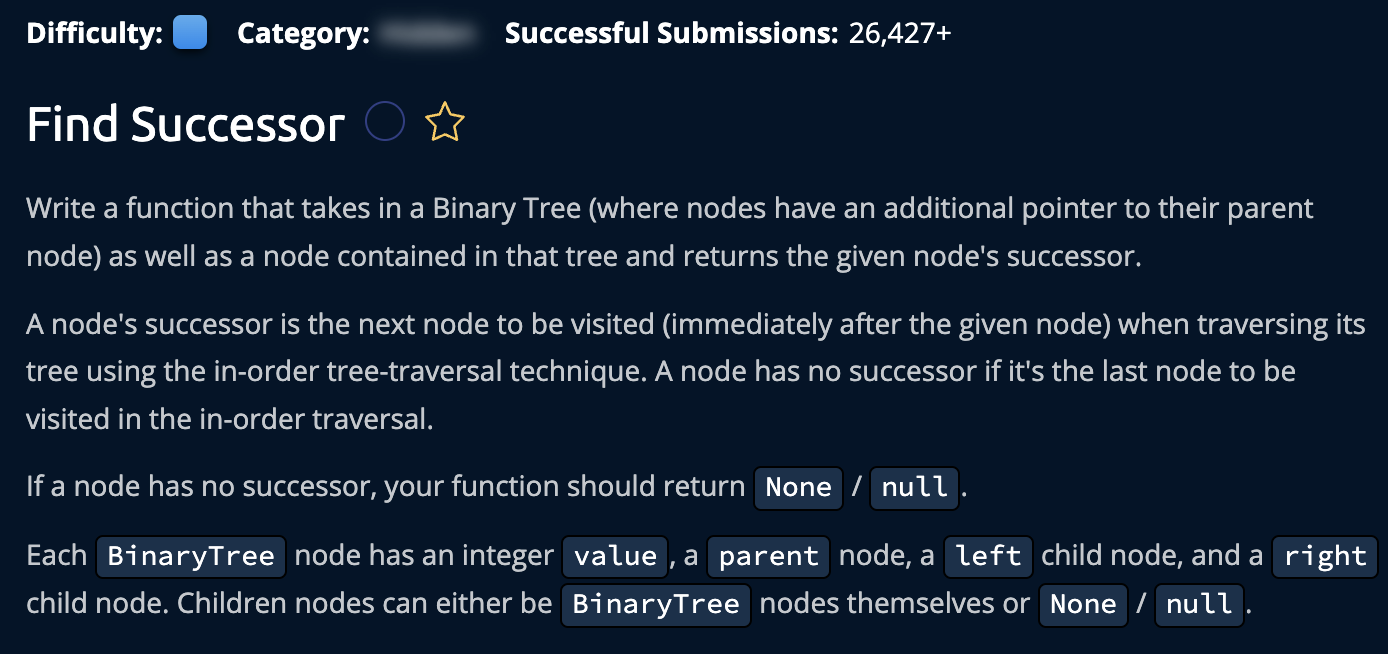 Difficulty: Category: Successful Submissions: 26,427+
Find Successor
Write a function that takes in a Binary Tree (where nodes have an additional pointer to their parent
node) as well as a node contained in that tree and returns the given node's successor.
A node's successor is the next node to be visited (immediately after the given node) when traversing its
tree using the in-order tree-traversal technique. A node has no successor if it's the last node to be
visited in the in-order traversal.
If a node has no successor, your function should return None / null.
Each BinaryTree node has an integer value, a parent node, a left child node, and a right
child node. Children nodes can either be BinaryTree nodes themselves or None / null.